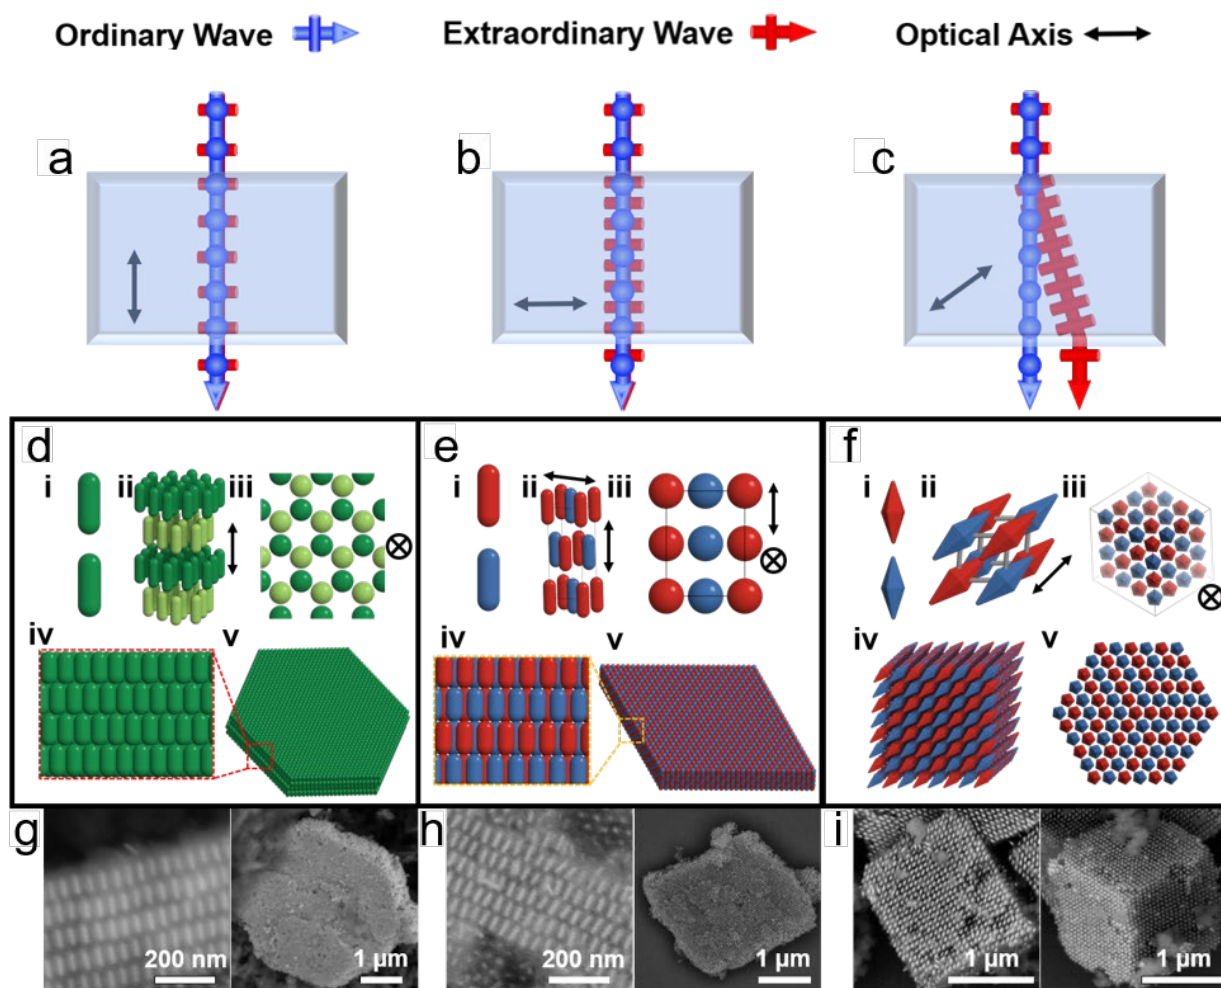 Ordinary Wave
Extraordinary Wave
Optical Axis
a
b
c
d
i
ii
iii
iv
v
e
i
ii
iii
iv
v
f
i
ii
iii
iv
v
g
200 nm
1 µm
h
200 nm
1 µm
i
1 µm
1 µm